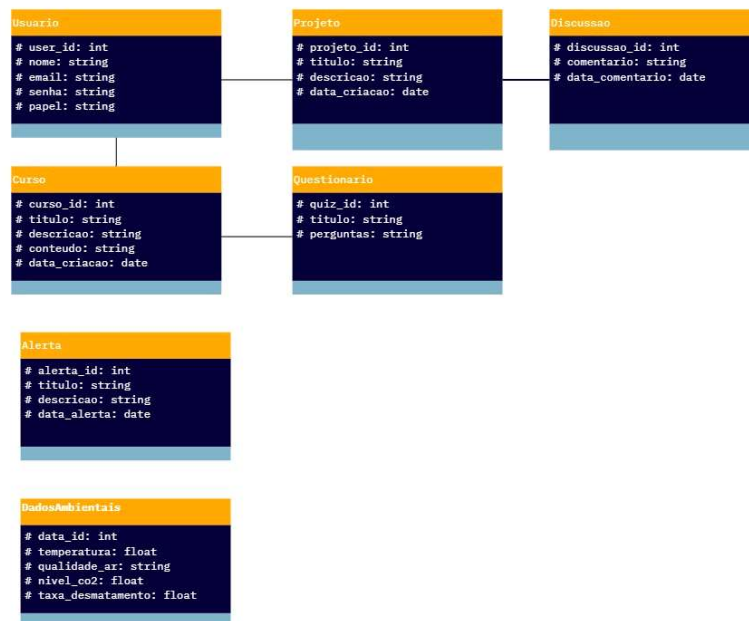 Usuario
# user_id: int
# nome: string
# email: string
# senha: string
# papel: string
Projeto
# projeto_id: int
# titulo: string
# descricao: string
# data_criacao: date
Discussao
# discussao_id: int
# comentario: string
# data_comentario: date
Curso
# curso_id: int
# titulo: string
# descricao: string
# conteudo: string
# data_criacao: date
Questionario
# quiz_id: int
# titulo: string
# perguntas: string
Alerta
# alerta_id: int
# titulo: string
# descricao: string
# data_alerta: date
DadosAmbientais
# data_id: int
# temperatura: float
# qualidade_ar: string
# nivel_co2: float
# taxa_desmatamento: float